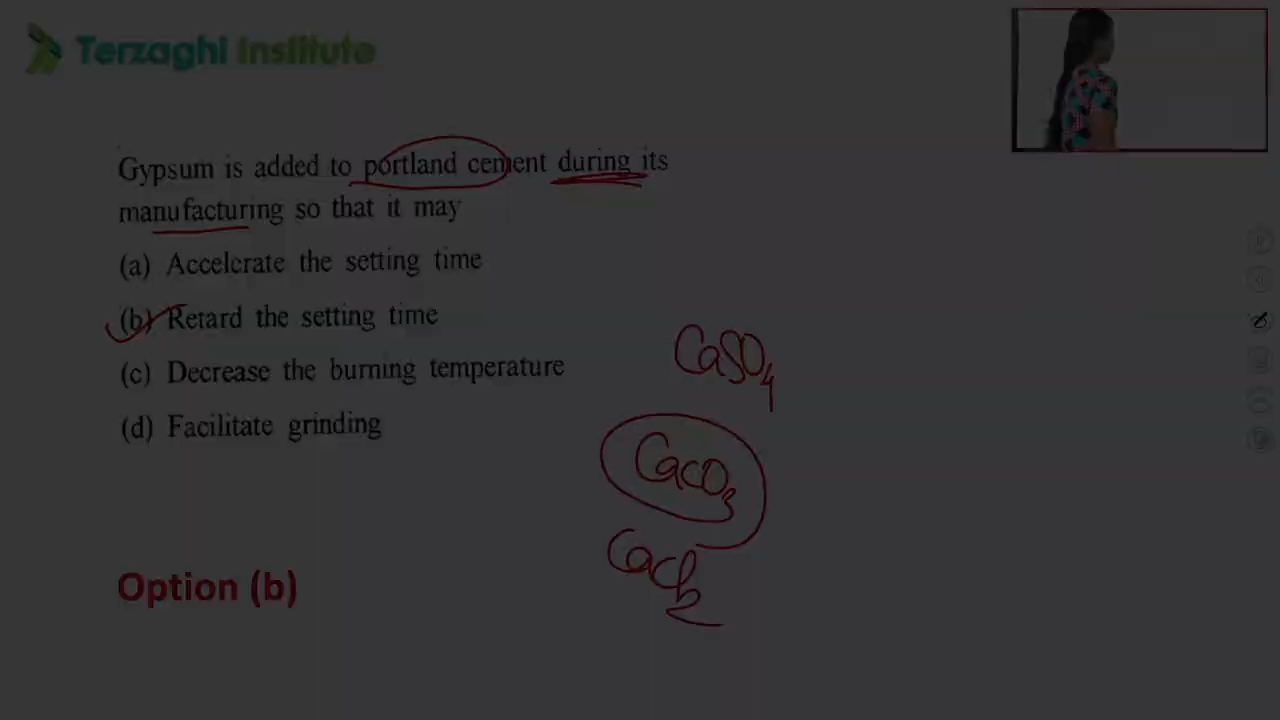 Terzaghi Institute
Gypsum is added to portland cement during its
manufacturing so that it may
(a) Accelerate the setting time
(b) Retard the setting time
(c) Decrease the burning temperature
(d) Facilitate grinding
CaSO4
CaCO3
CaCl2
Option (b)